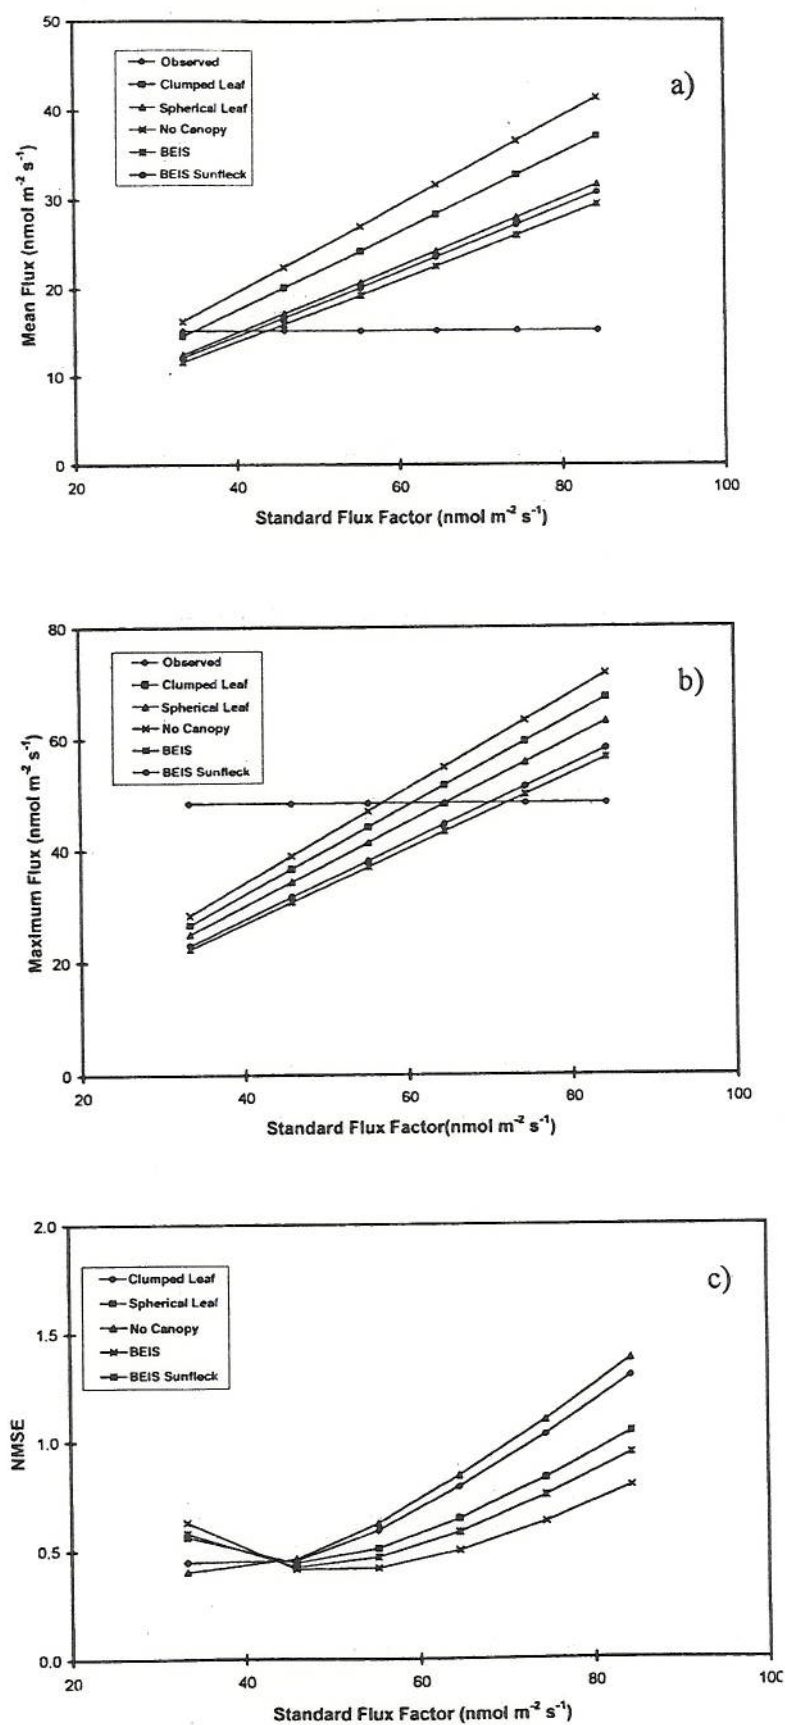 50
40
30
20
10
0
Mean Flux (nmol m-2 s-1)
Observed
Clumped Leaf
Spherical Leaf
No Canopy
BEIS
BEIS Sunfleck
a)
20 40 60 80 100
Standard Flux Factor (nmol m-2 s-1)
80
60
40
20
0
Maximum Flux (nmol m-2 s-1)
Observed
Clumped Leaf
Spherical Leaf
No Canopy
BEIS
BEIS Sunfleck
b)
20 40 60 80 100
Standard Flux Factor(nmol m-2 s-1)
2.0
1.5
1.0
0.5
0.0
NMSE
Clumped Leaf
Spherical Leaf
No Canopy
BEIS
BEIS Sunfleck
c)
20 40 60 80 100
Standard Flux Factor (nmol m-2 s-1)